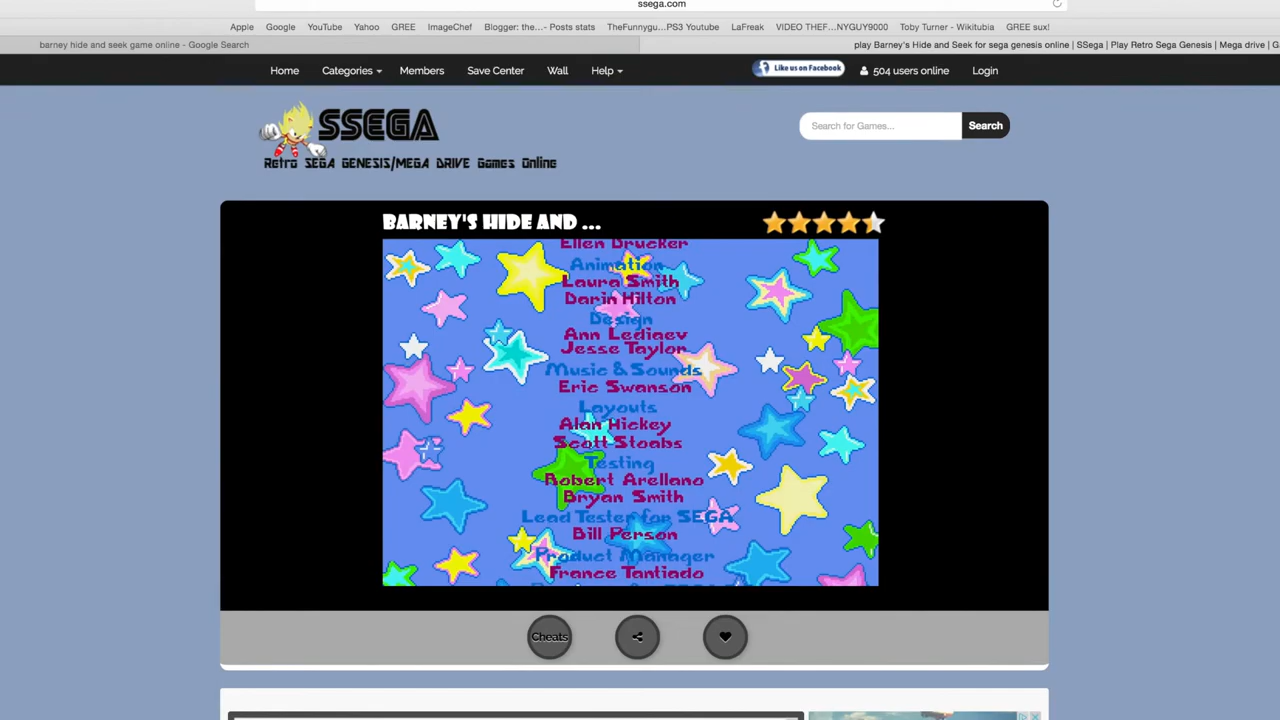 ssega.com
Apple Google YouTube Yahoo GREE ImageChef Blogger: the...- Posts stats TheFunnygu...PS3 Youtube LaFreak VIDEO THEF...NYGUY9000 Toby Turner - Wikitubia GREE sux!
barney hide and seek game online - Google Search
play Barney's Hide and Seek for sega genesis online | SSega | Play Retro Sega Genesis | Mega drive | G
Home Categories Members Save Center Wall Help Like us on Facebook 504 users online Login
SSEGA
Retro SEGA GENESIS/MEGA DRIVE Games Online
Search for Games... Search
BARNEY'S HIDE AND ...
Ellen Drucker
Animation
Laura Smith
Darin Hilton
Design
Ann Lediaev
Jesse Taylor
Music & Sounds
Eric Swanson
Layouts
Alan Hickey
Scott Stoabs
Testing
Robert Arellano
Bryan Smith
Lead Tester for SEGA
Bill Person
Product Manager
France Tantiado
Cheats